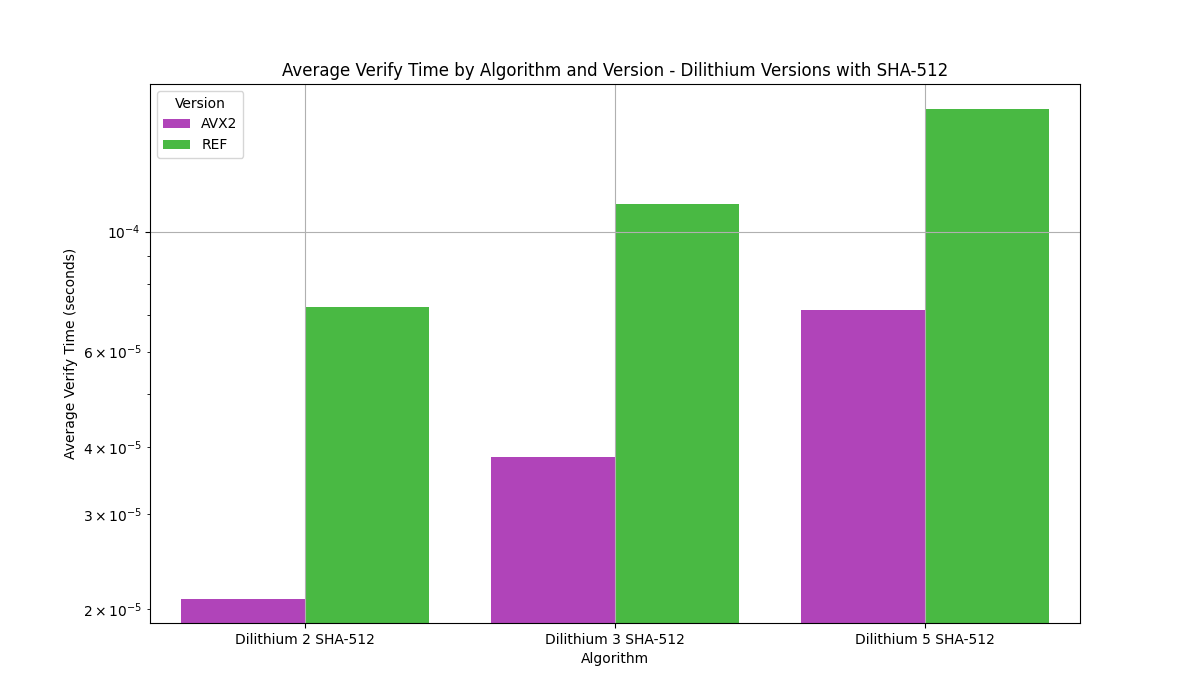 Average Verify Time by Algorithm and Version - Dilithium Versions with SHA-512
Version
AVX2
REF
Average Verify Time (seconds)
10⁻⁴
6 × 10⁻⁵
4 × 10⁻⁵
3 × 10⁻⁵
2 × 10⁻⁵
Dilithium 2 SHA-512 Dilithium 3 SHA-512 Dilithium 5 SHA-512
Algorithm